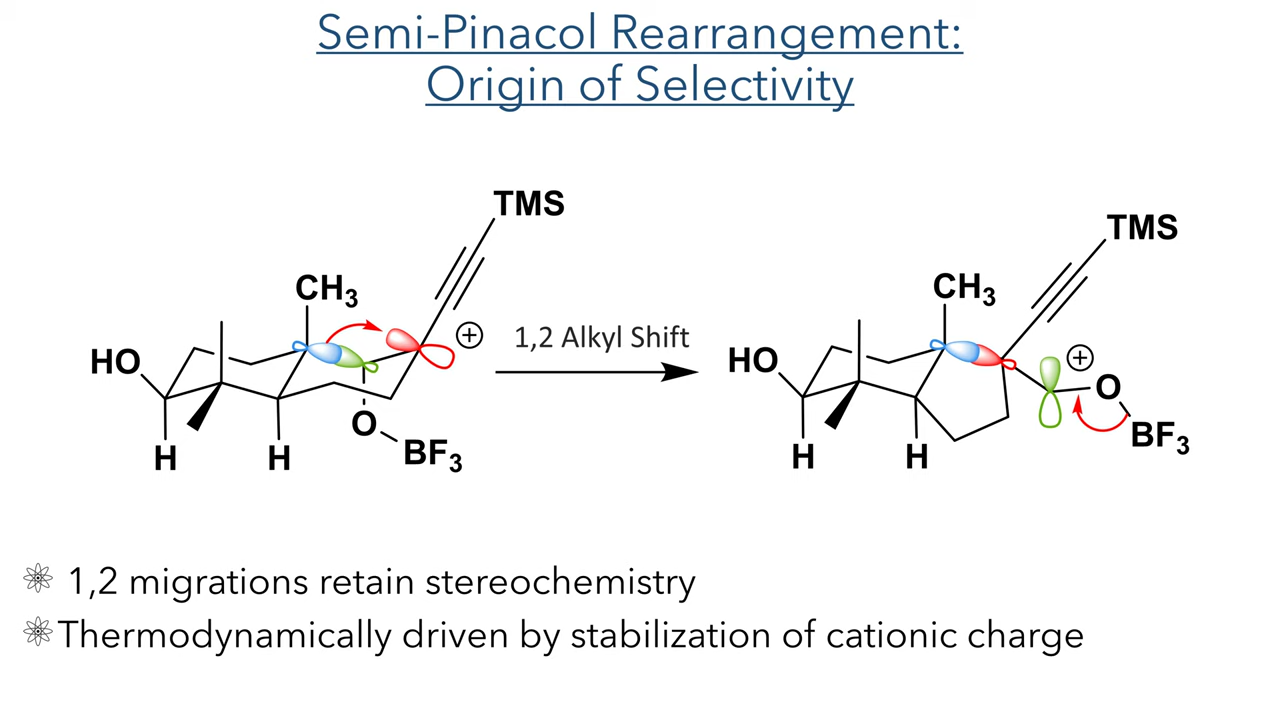 Semi-Pinacol Rearrangement:
Origin of Selectivity
TMS
CH₃
HO
⊕
O
BF₃
H
H
1,2 Alkyl Shift
TMS
CH₃
HO
⊕
O
BF₃
H
H
1,2 migrations retain stereochemistry
Thermodynamically driven by stabilization of cationic charge